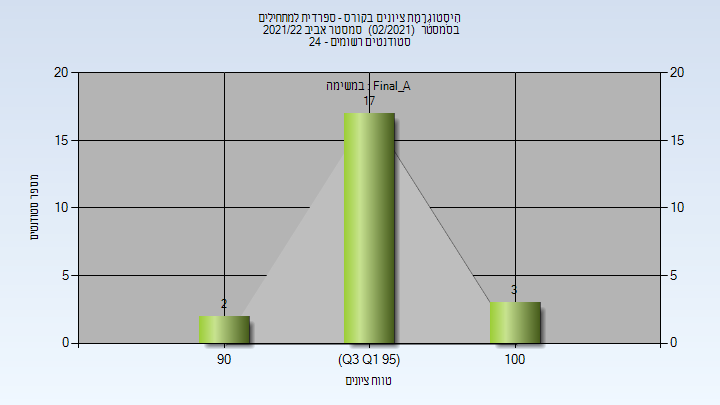 היסטוגרמת ציונים בקורס - ספרדית למתחילים
בסמסטר (02/2021) סמסטר אביב 2021/22
סטודנטים רשומים - 24
במשימה : Final_A
20 20
17
15 15
מספר סטודנטים
10 10
5 5
2 3
0 0
90 (Q3 Q1 95) 100
טווח ציונים